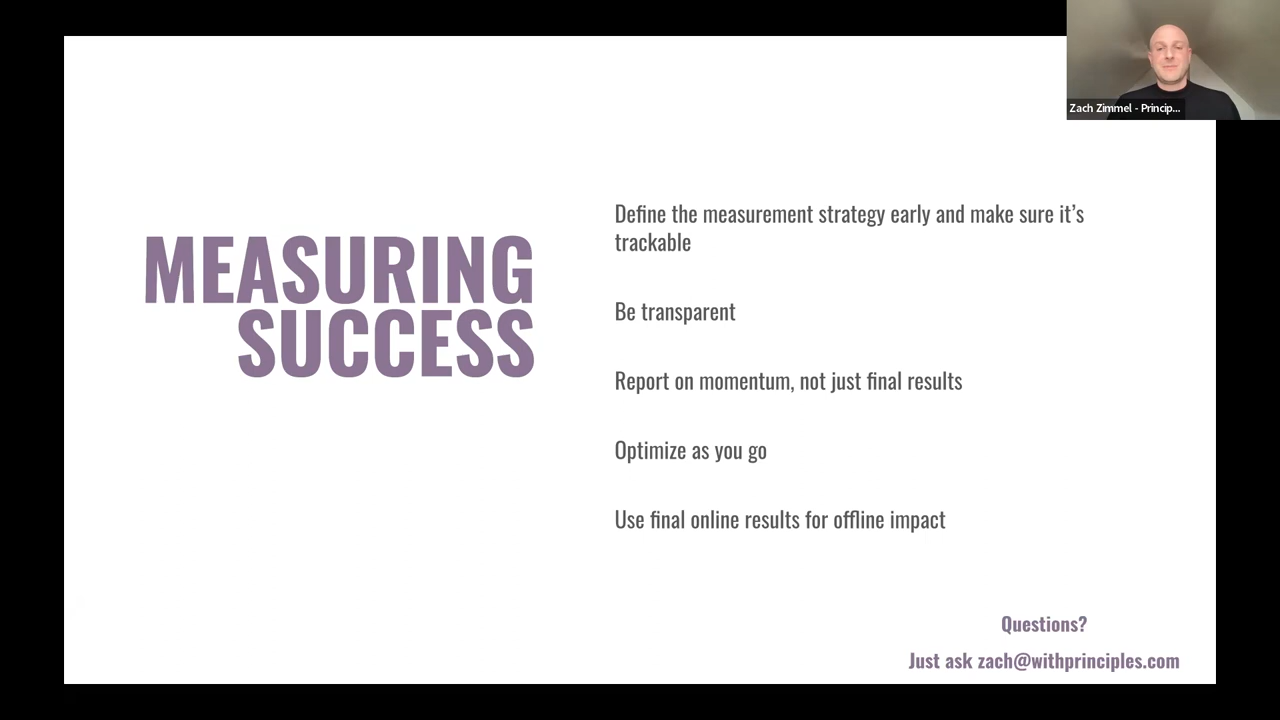 Zach Zimmel - Princip...
MEASURING
SUCCESS
Define the measurement strategy early and make sure it’s
trackable
Be transparent
Report on momentum, not just final results
Optimize as you go
Use final online results for offline impact
Questions?
Just ask zach@withprinciples.com